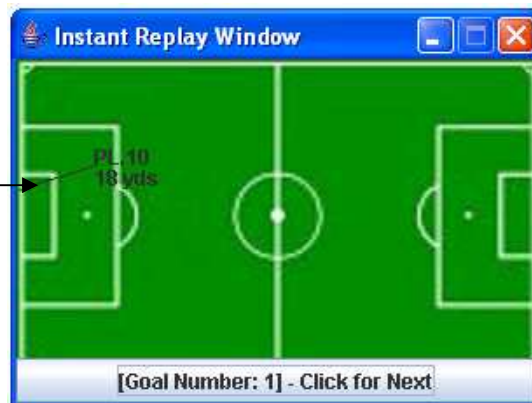 Instant Replay Window
PL.10
18 yds
[Goal Number: 1] - Click for Next